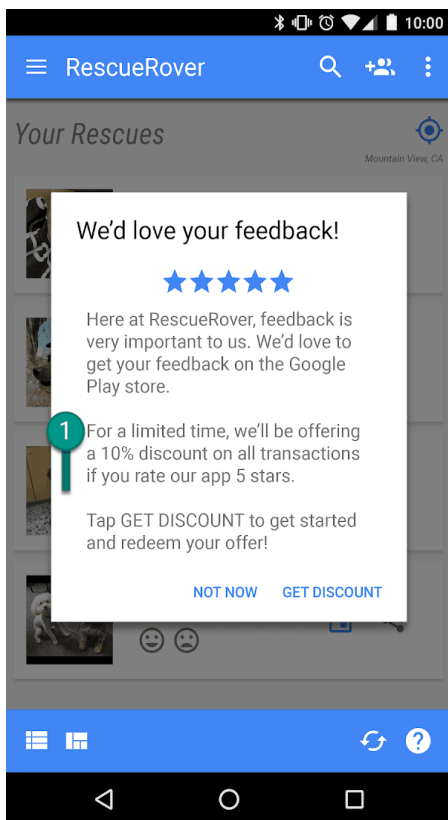 10:00
RescueRover
Your Rescues
Mountain View, CA
We'd love your feedback!
Here at RescueRover, feedback is
very important to us. We'd love to
get your feedback on the Google
Play store.
1
For a limited time, we'll be offering
a 10% discount on all transactions
if you rate our app 5 stars.
Tap GET DISCOUNT to get started
and redeem your offer!
NOT NOW GET DISCOUNT
?